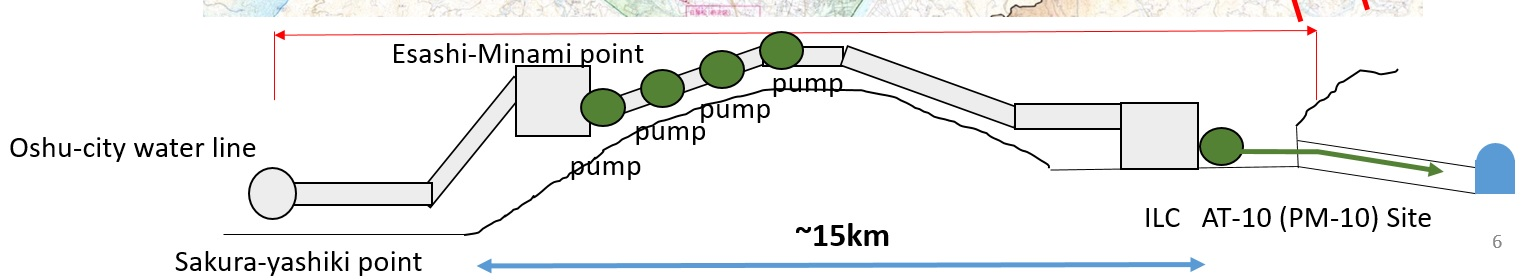 Esashi-Minami point
pump
pump
pump
pump
Oshu-city water line
Sakura-yashiki point
~15km
ILC AT-10 (PM-10) Site
6